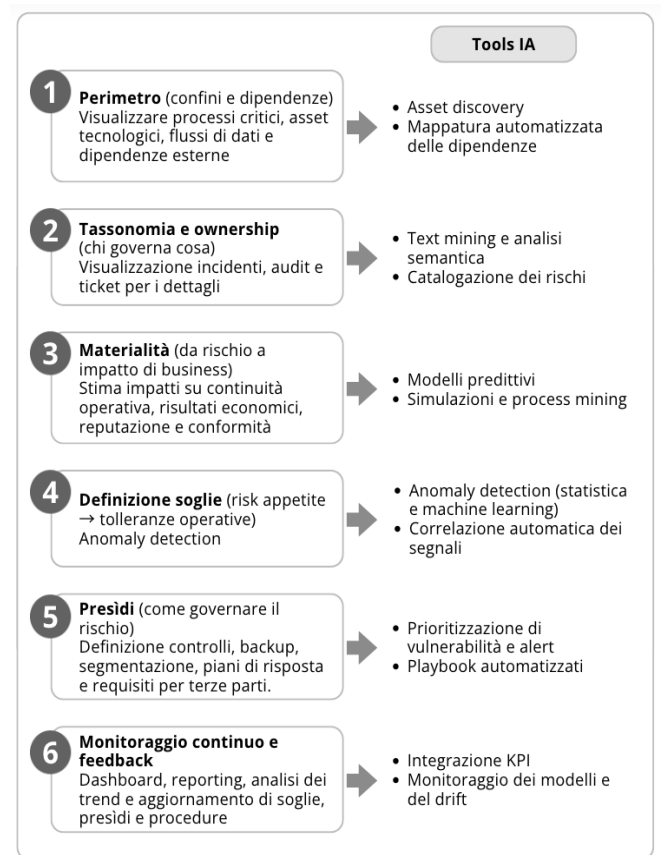 Tools IA
1
Perimetro (confini e dipendenze)
Visualizzare processi critici, asset
tecnologici, flussi di dati e
dipendenze esterne
• Asset discovery
• Mappatura automatizzata
delle dipendenze
2
Tassonomia e ownership
(chi governa cosa)
Visualizzazione incidenti, audit e
ticket per i dettagli
• Text mining e analisi
semantica
• Catalogazione dei rischi
3
Materialità (da rischio a
impatto di business)
Stima impatti su continuità
operativa, risultati economici,
reputazione e conformità
• Modelli predittivi
• Simulazioni e process mining
4
Definizione soglie (risk appetite
→ tolleranze operative)
Anomaly detection
• Anomaly detection (statistica
e machine learning)
• Correlazione automatica dei
segnali
5
Presìdi (come governare il
rischio)
Definizione controlli, backup,
segmentazione, piani di risposta
e requisiti per terze parti.
• Prioritizzazione di
vulnerabilità e alert
• Playbook automatizzati
6
Monitoraggio continuo e
feedback
Dashboard, reporting, analisi dei
trend e aggiornamento di soglie,
presìdi e procedure
• Integrazione KPI
• Monitoraggio dei modelli e
del drift